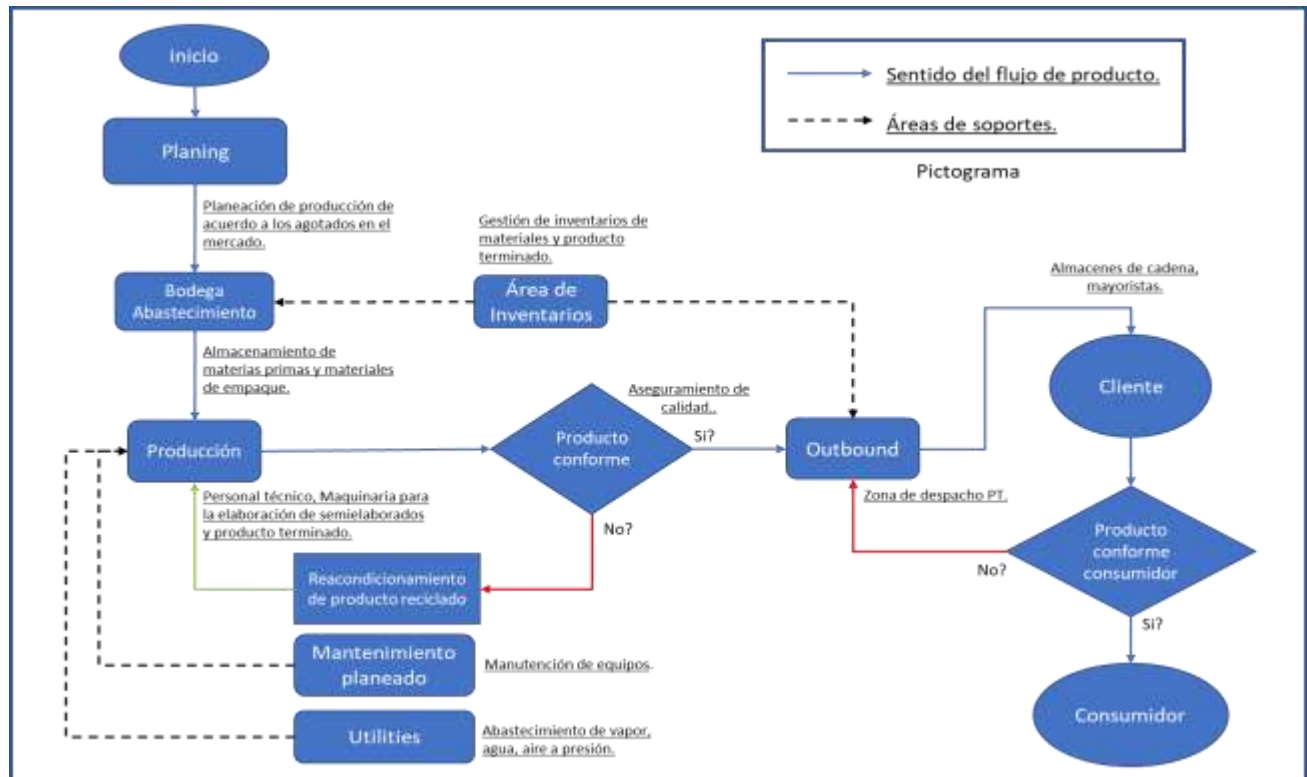 Inicio
Sentido del flujo de producto.
Áreas de soportes.
Pictograma
Planing
Planeación de producción de
acuerdo a los agotados en el
mercado.
Gestión de inventarios de
materiales y producto
terminado.
Almacenes de cadena,
mayoristas.
Bodega
Abastecimiento
Área de
Inventarios
Almacenamiento de
materias primas y materiales
de empaque.
Aseguramiento de
calidad..
Cliente
Producción
Producto
conforme
Si?
Outbound
Personal técnico, Maquinaria para
la elaboración de semielaborados
y producto terminado.
No?
Zona de despacho PT.
Producto
conforme
consumidor
No?
Si?
Reacondicionamiento
de producto reciclado
Mantenimiento
planeado
Manutención de equipos.
Utilities
Abastecimiento de vapor,
agua, aire a presión.
Consumidor